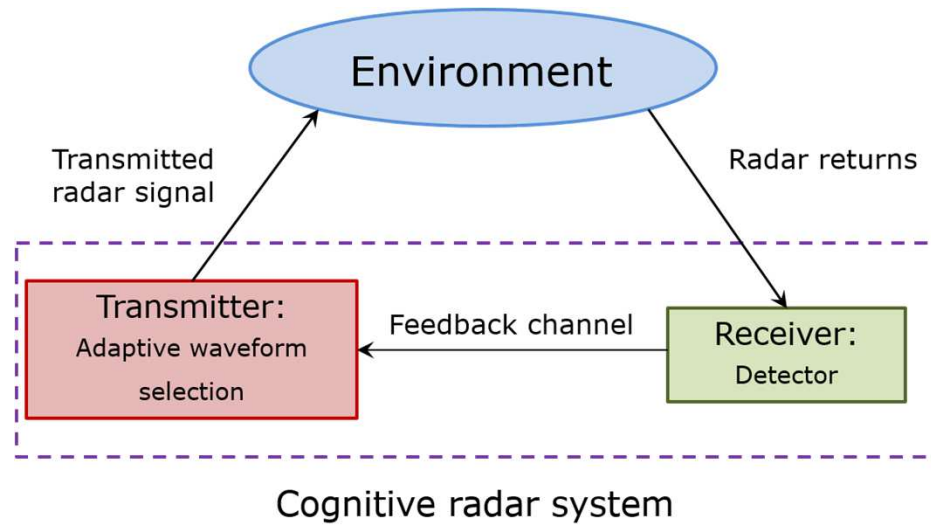 Environment
Transmitted
radar signal
Radar returns
Transmitter:
Adaptive waveform
selection
Feedback channel
Receiver:
Detector
Cognitive radar system